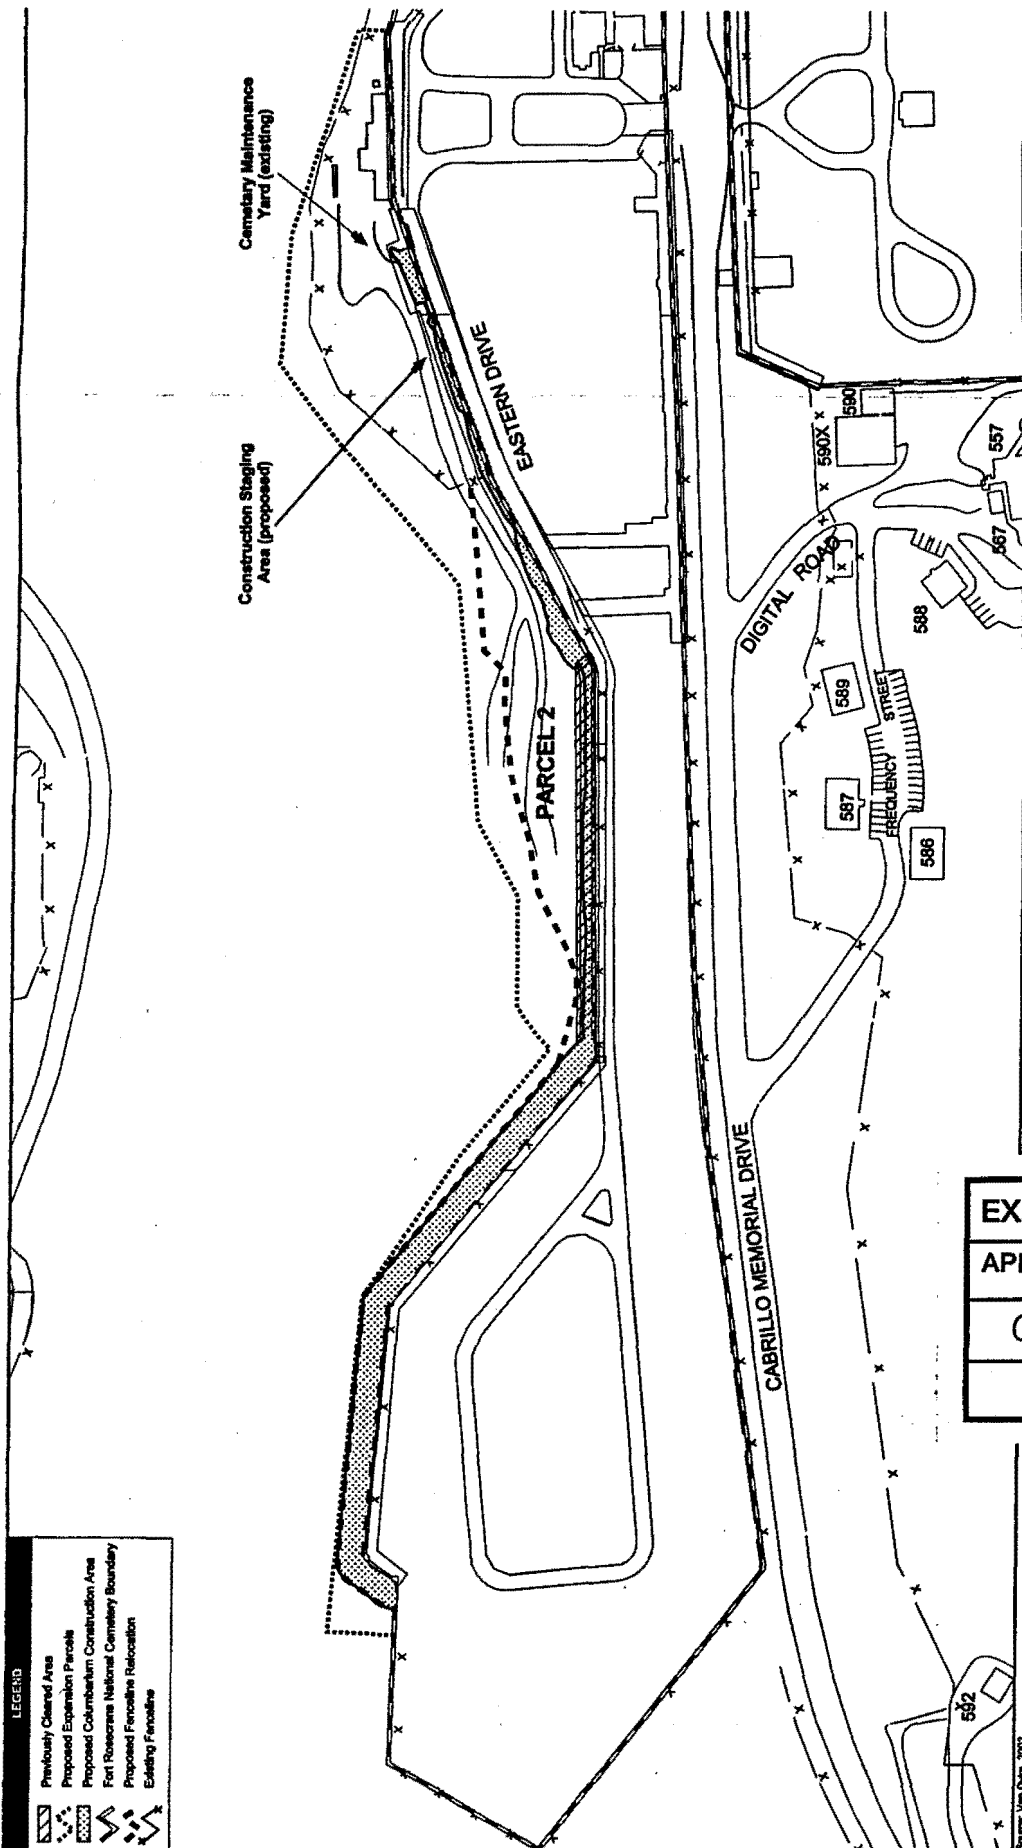 Cemetary Maintenance
Yard (existing)
Construction Staging
Area (proposed)
EASTERN DRIVE
PARCEL 2
DIGITAL ROAD
590X
590
557
567
588
589
587
586
FREQUENCY STREET
CABRILLO MEMORIAL DRIVE
592
EX
LEGEND
Previously Cleared Area
Proposed Expansion Parcels
Proposed Columbarium Construction Area
Fort Rosecrans National Cemetery Boundary
Proposed Fenceline Relocation
Existing Fenceline